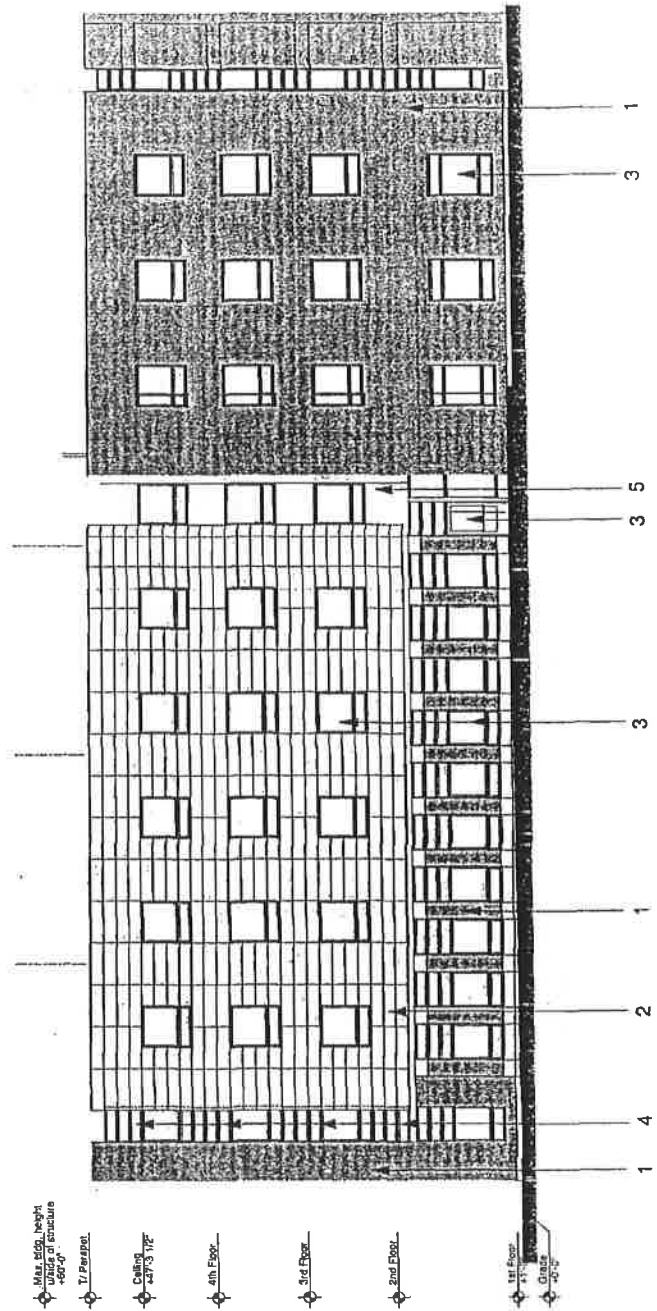 Max. bldg. height
u/side of structure
+60'-0"
T/ Parapet
Ceiling
+47'-3 1/2"
4th Floor
3rd Floor
2nd Floor
1st Floor
Grade
+0'-0"
1
4
2
1
3
3
5
3
1